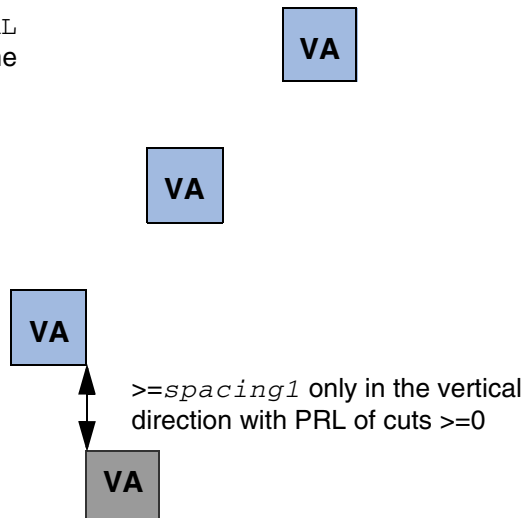 VA
VA
VA
>=spacing1 only in the vertical
direction with PRL of cuts >=0
VA